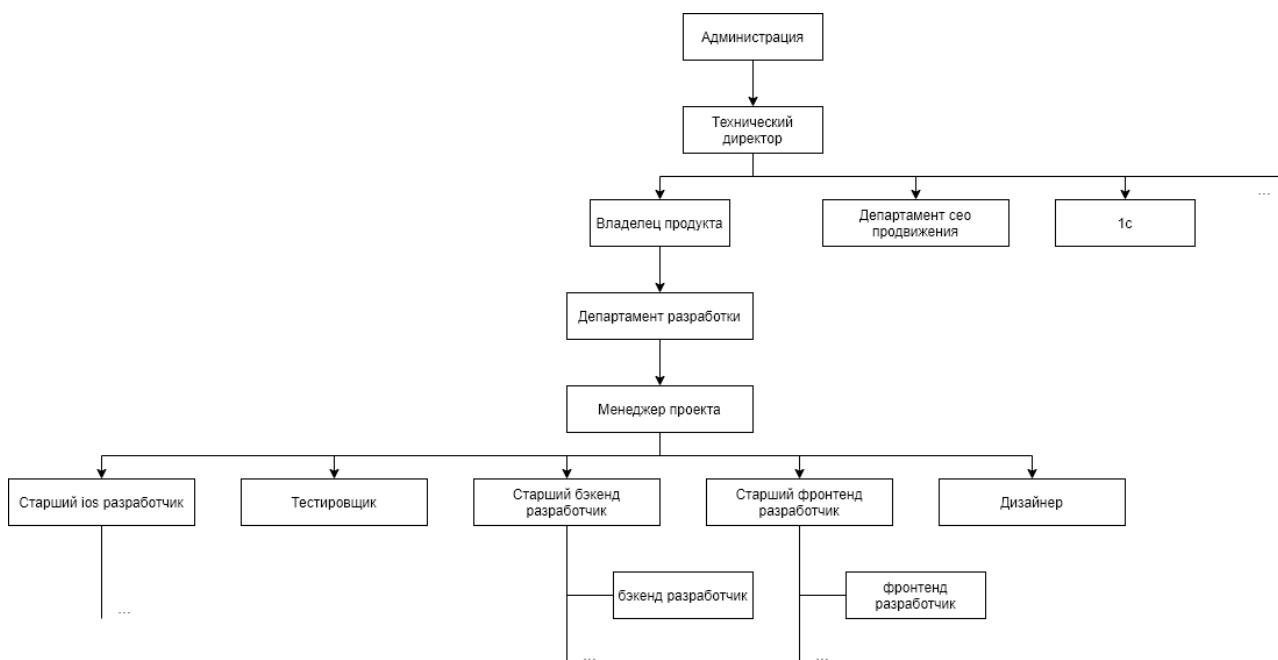 Администрация
Технический
директор
...
Владелец продукта
Департамент сео
продвижения
1с
Департамент разработки
Менеджер проекта
Старший ios разработчик
Тестировщик
Старший бэкенд
разработчик
Старший фронтенд
разработчик
Дизайнер
бэкенд разработчик
фронтенд
разработчик
...
...
...